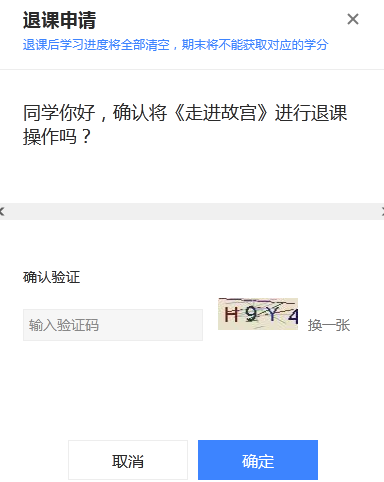 退课申请
退课后学习进度将全部清空，期末将不能获取对应的学分
同学你好，确认将《走进故宫》进行退课
操作吗？
确认验证
输入验证码
H9Y4
换一张
取消
确定